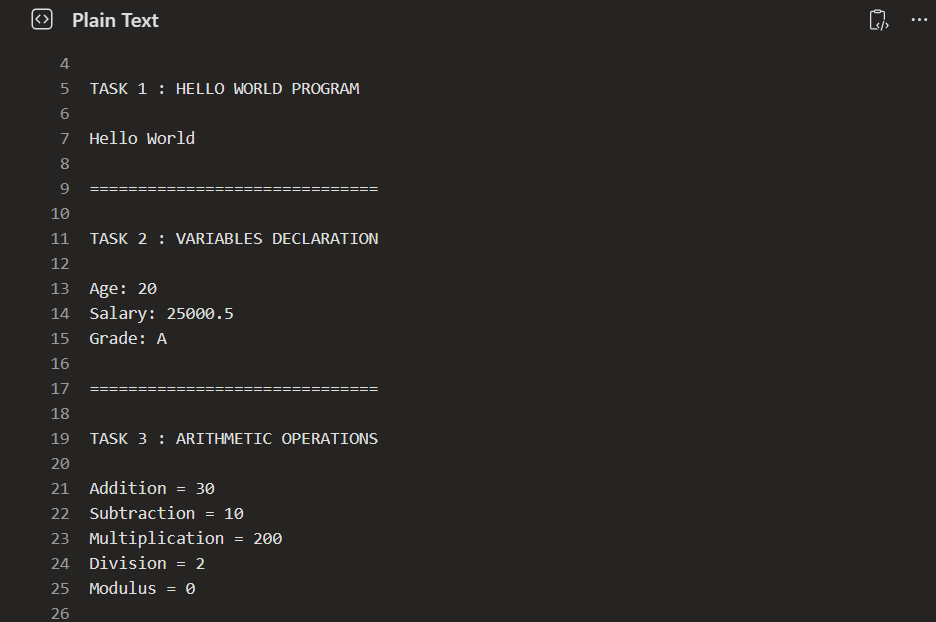 Plain Text
4
5 TASK 1 : HELLO WORLD PROGRAM
6
7 Hello World
8
9 ==============================
10
11 TASK 2 : VARIABLES DECLARATION
12
13 Age: 20
14 Salary: 25000.5
15 Grade: A
16
17 ==============================
18
19 TASK 3 : ARITHMETIC OPERATIONS
20
21 Addition = 30
22 Subtraction = 10
23 Multiplication = 200
24 Division = 2
25 Modulus = 0
26